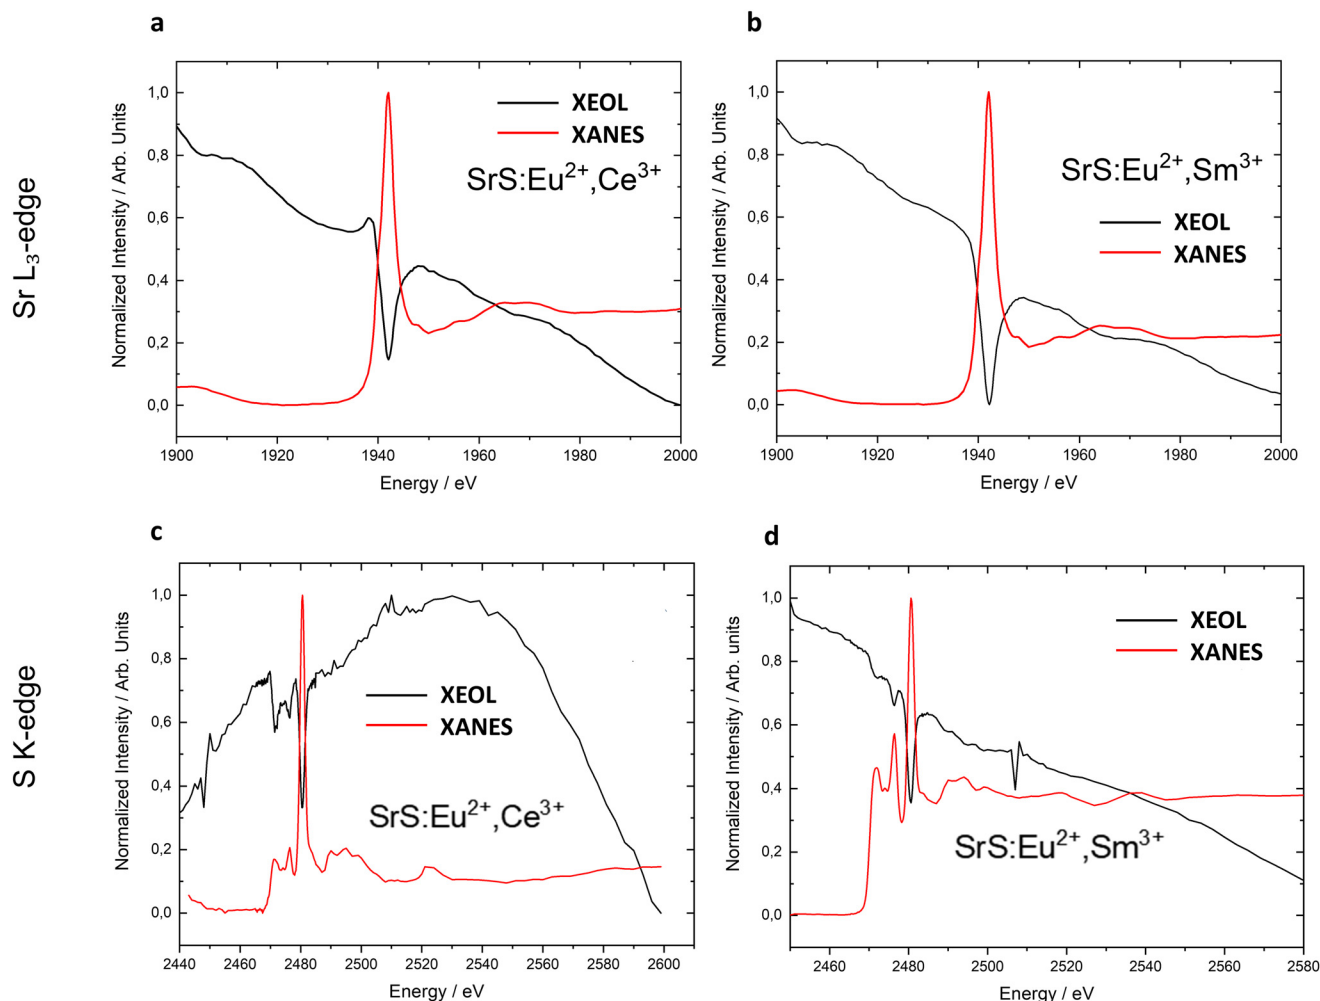 a
Sr L₃-edge
Normalized Intensity / Arb. Units
1,0
0,8
0,6
0,4
0,2
0,0
XEOL
XANES
SrS:Eu²⁺,Ce³⁺
1900 1920 1940 1960 1980 2000
Energy / eV
b
Normalized Intensity / Arb. Units
1,0
0,8
0,6
0,4
0,2
0,0
SrS:Eu²⁺,Sm³⁺
XEOL
XANES
1900 1920 1940 1960 1980 2000
Energy / eV
c
S K-edge
Normalized Intensity / Arb. Units
1,0
0,8
0,6
0,4
0,2
0,0
XEOL
XANES
SrS:Eu²⁺,Ce³⁺
2440 2460 2480 2500 2520 2540 2560 2580 2600
Energy / eV
d
Normalized Intensity / Arb. units
1,0
0,8
0,6
0,4
0,2
0,0
XEOL
XANES
SrS:Eu²⁺,Sm³⁺
2460 2480 2500 2520 2540 2560 2580
Energy / eV